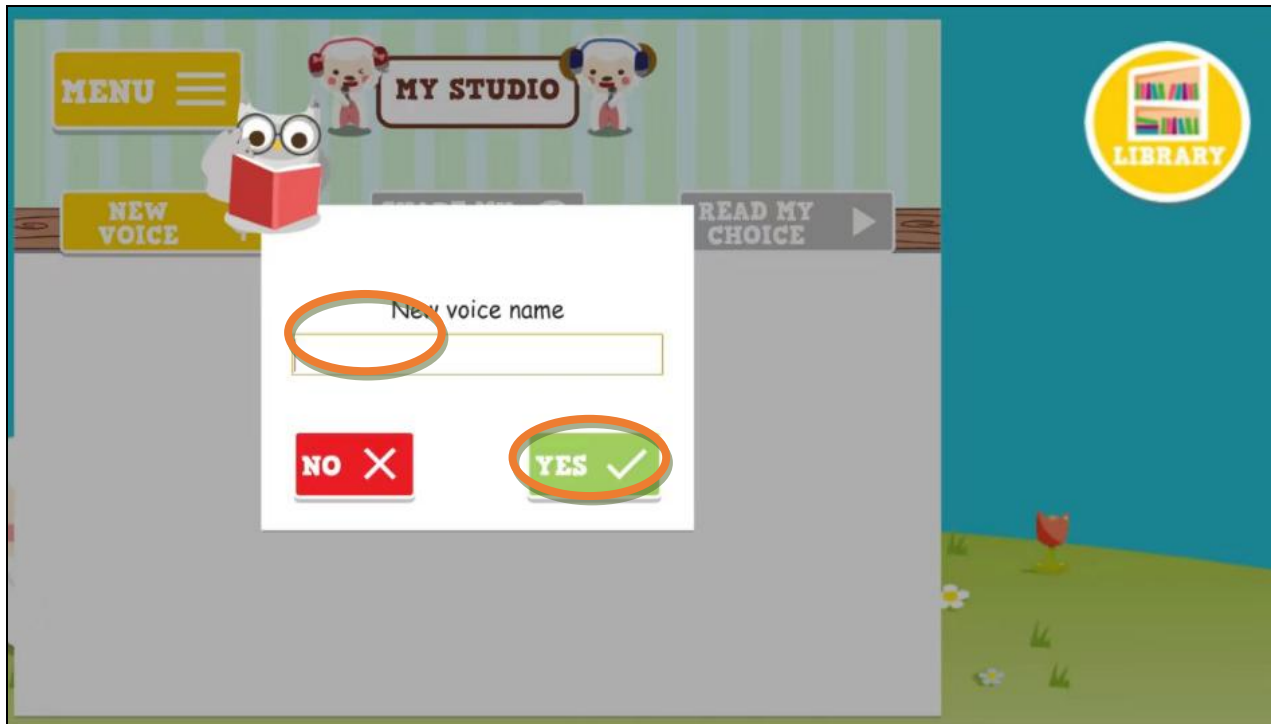 MENU
MY STUDIO
LIBRARY
NEW
VOICE
READ MY
CHOICE
New voice name
NO
YES